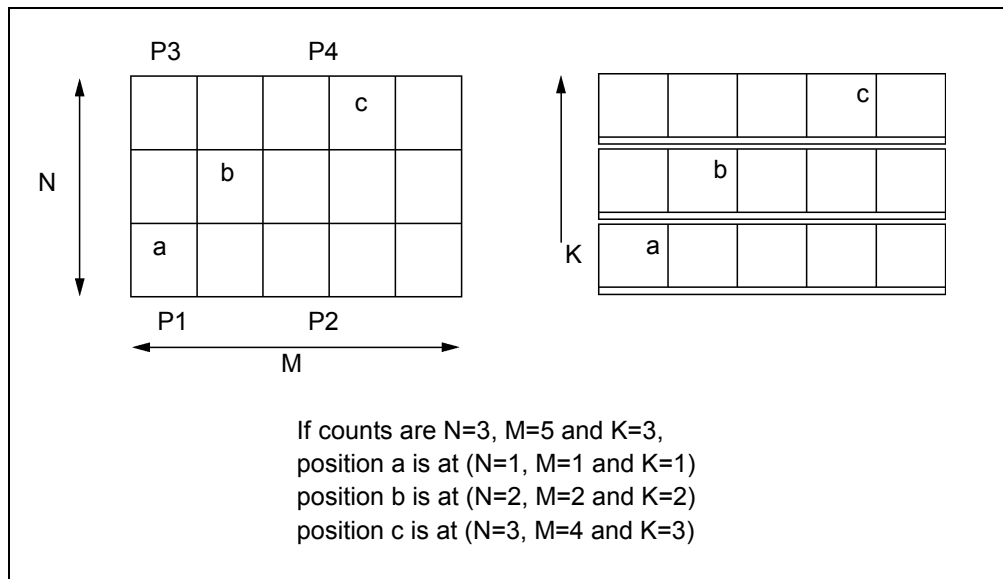 P3 P4
c c
N b b
a K a
P1 P2
M
If counts are N=3, M=5 and K=3,
position a is at (N=1, M=1 and K=1)
position b is at (N=2, M=2 and K=2)
position c is at (N=3, M=4 and K=3)